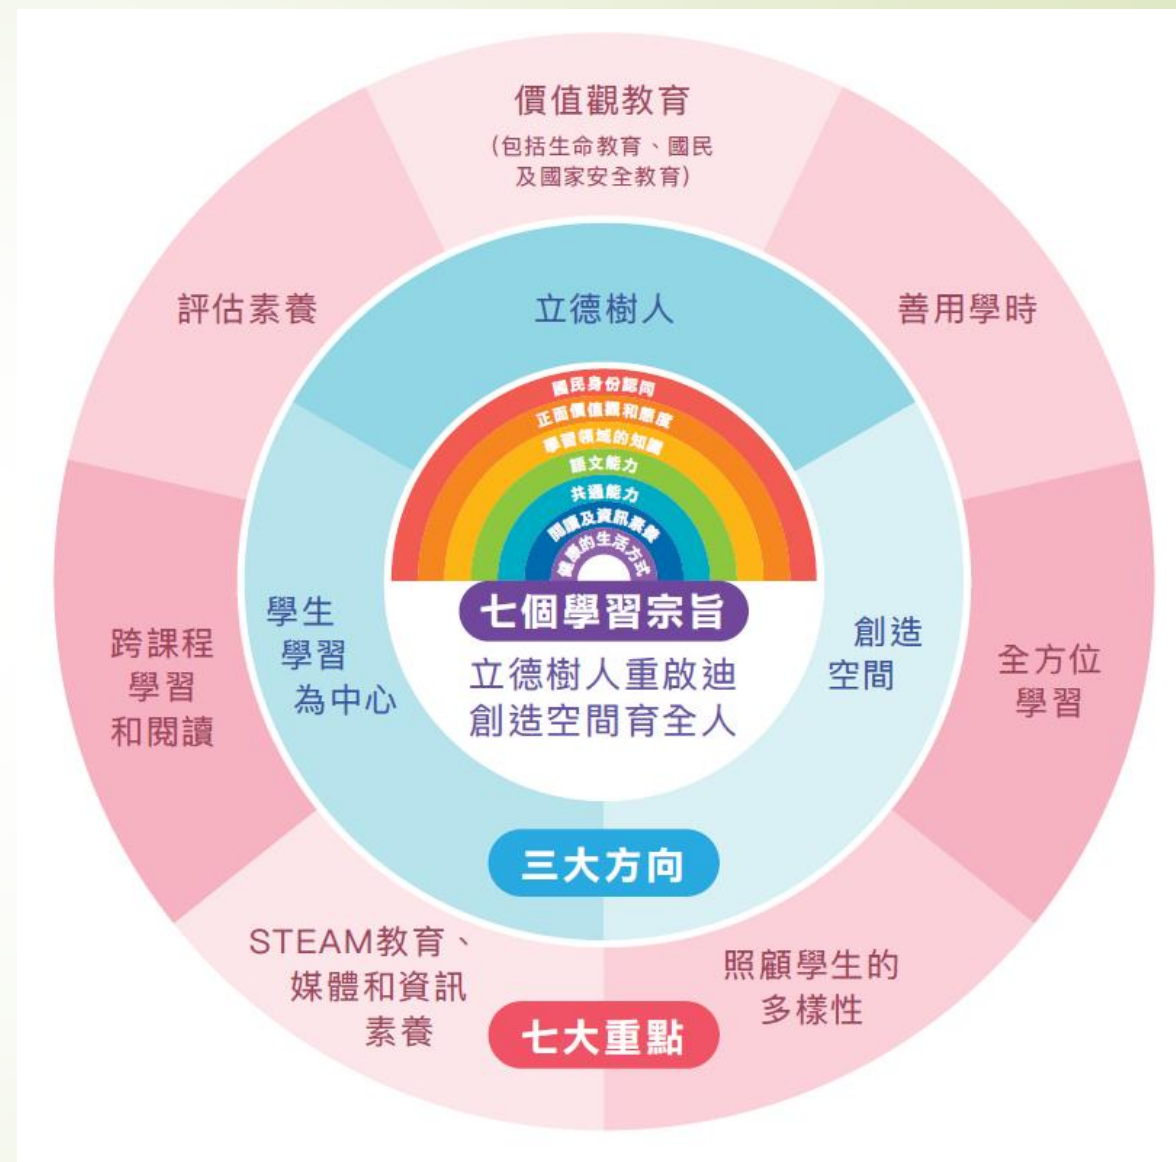 價值觀教育
(包括生命教育、國民
及國家安全教育)
評估素養
立德樹人
善用學時
國民身份認同
正面價值觀和態度
學習領域的知識
語文能力
共通能力
閱讀及資訊素養
健康的生活方式
七個學習宗旨
立德樹人重啟迪
創造空間育全人
學生
學習
為中心
創造
空間
跨課程
學習
和閱讀
全方位
學習
三大方向
STEAM教育、
媒體和資訊
素養
照顧學生的
多樣性
七大重點